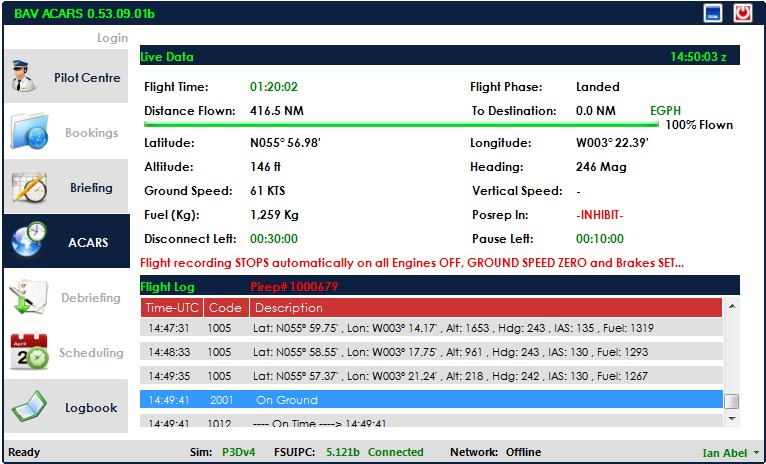 BAV ACARS 0.53.09.01b
Login
Pilot Centre
Bookings
Briefing
ACARS
Debriefing
April
2
Scheduling
Logbook
Live Data 14:50:03 z
Flight Time: 01:20:02 Flight Phase: Landed
Distance Flown: 416.5 NM To Destination: 0.0 NM EGPH
100% Flown
Latitude: N055° 56.98' Longitude: W003° 22.39'
Altitude: 146 ft Heading: 246 Mag
Ground Speed: 61 KTS Vertical Speed: -
Fuel (Kg): 1,259 Kg Posrep In: -INHIBIT-
Disconnect Left: 00:30:00 Pause Left: 00:10:00
Flight recording STOPS automatically on all Engines OFF, GROUND SPEED ZERO and Brakes SET...
Flight Log Pirep# 1000679
Time-UTC Code Description
14:47:31 1005 Lat: N055º 59.75' , Lon: W003º 14.17' , Alt: 1653 , Hdg: 243 , IAS: 135 , Fuel: 1319
14:48:33 1005 Lat: N055º 58.55' , Lon: W003º 17.75' , Alt: 961 , Hdg: 243 , IAS: 130 , Fuel: 1293
14:49:35 1005 Lat: N055º 57.37' , Lon: W003º 21.24' , Alt: 218 , Hdg: 242 , IAS: 130 , Fuel: 1267
14:49:41 2001 On Ground
14:49:41 1012 ---- On Time ----> 14:49:41
Ready Sim: P3Dv4 FSUIPC: 5.121b Connected Network: Offline Ian Abel